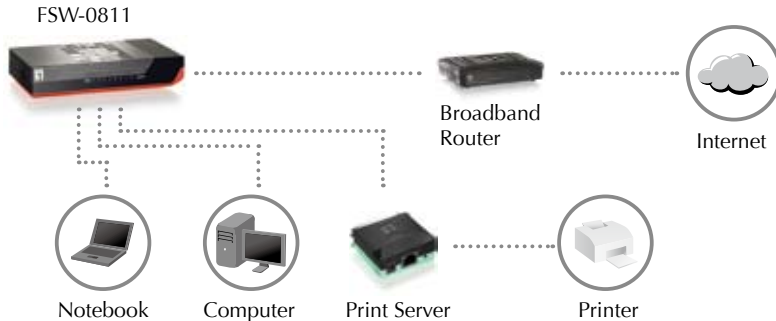 FSW-0811
Broadband
Router
Internet
Notebook
Computer
Print Server
Printer